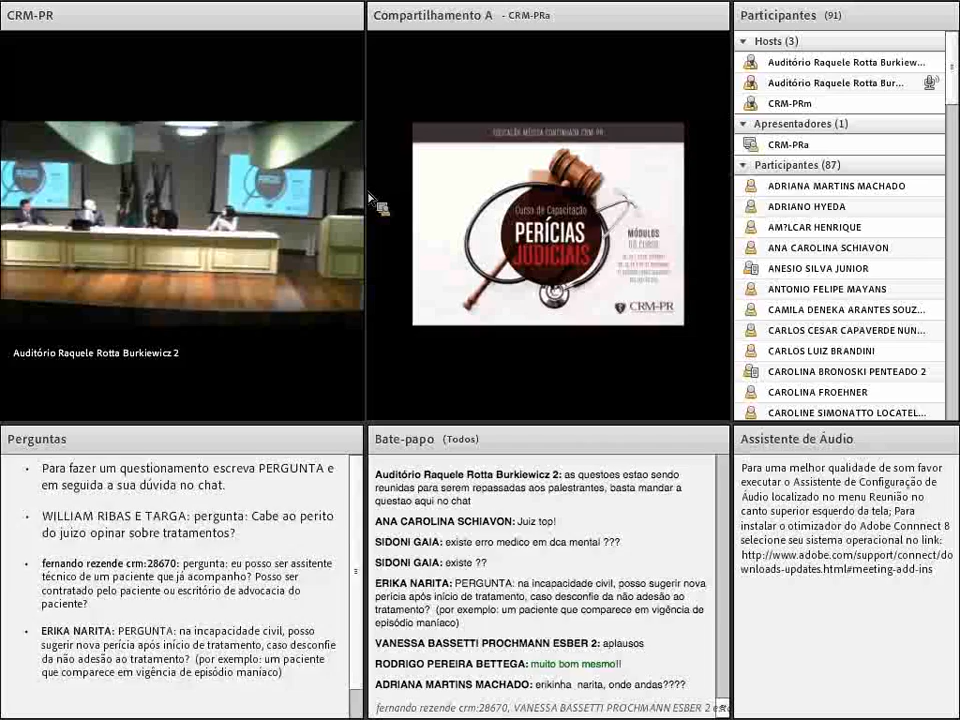 CRM-PR
Auditório Raquele Rotta Burkiewicz 2
Compartilhamento A - CRM-PRa
EDUCAÇÃO MÉDICA CONTINUADA CRM-PR
Curso de Capacitação
PERÍCIAS
JUDICIAIS
MÓDULOS
DO CURSO
CRM-PR
Participantes (91)
Hosts (3)
Auditório Raquele Rotta Burkiew...
Auditório Raquele Rotta Bur...
CRM-PRm
Apresentadores (1)
CRM-PRa
Participantes (87)
ADRIANA MARTINS MACHADO
ADRIANO HYEDA
AM?LCAR HENRIQUE
ANA CAROLINA SCHIAVON
ANESIO SILVA JUNIOR
ANTONIO FELIPE MAYANS
CAMILA DENEKA ARANTES SOUZ...
CARLOS CESAR CAPAVERDE NUN...
CARLOS LUIZ BRANDINI
CAROLINA BRONOSKI PENTEADO 2
CAROLINA FROEHNER
CAROLINE SIMONATTO LOCATEL...
Perguntas
• Para fazer um questionamento escreva PERGUNTA e
em seguida a sua dúvida no chat.
• WILLIAM RIBAS E TARGA: pergunta: Cabe ao perito
do juizo opinar sobre tratamentos?
• fernando rezende crm:28670: pergunta: eu posso ser assitente
técnico de um paciente que já acompanho? Posso ser
contratado pelo paciente ou escritório de advocacia do
paciente?
• ERIKA NARITA: PERGUNTA: na incapacidade civil, posso
sugerir nova perícia após início de tratamento, caso desconfie
da não adesão ao tratamento? (por exemplo: um paciente
que comparece em vigência de episódio maníaco)
Bate-papo (Todos)
Auditório Raquele Rotta Burkiewicz 2: as questoes estao sendo
reunidas para serem repassadas aos palestrantes, basta mandar a
questao aqui no chat
ANA CAROLINA SCHIAVON: Juiz top!
SIDONI GAIA: existe erro medico em dca mental ???
SIDONI GAIA: existe ??
ERIKA NARITA: PERGUNTA: na incapacidade civil, posso sugerir nova
perícia após início de tratamento, caso desconfie da não adesão ao
tratamento? (por exemplo: um paciente que comparece em vigência de
episódio maníaco)
VANESSA BASSETTI PROCHMANN ESBER 2: aplausos
RODRIGO PEREIRA BETTEGA: muito bom mesmo!!
ADRIANA MARTINS MACHADO: erikinha narita, onde andas????
fernando rezende crm:28670, VANESSA BASSETTI PROCHMANN ESBER 2
Assistente de Áudio
Para uma melhor qualidade de som favor
executar o Assistente de Configuração de
Áudio localizado no menu Reunião no
canto superior esquerdo da tela; Para
instalar o otimizador do Adobe Connnect 8
selecione seu sistema operacional no link:
http://www.adobe.com/support/connect/do
wnloads-updates.html#meeting-add-ins